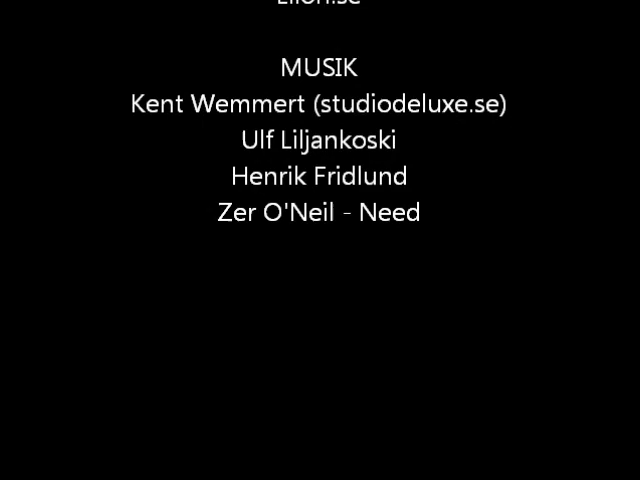 MUSIK
Kent Wemmert (studiodeluxe.se)
Ulf Liljankoski
Henrik Fridlund
Zer O'Neil - Need